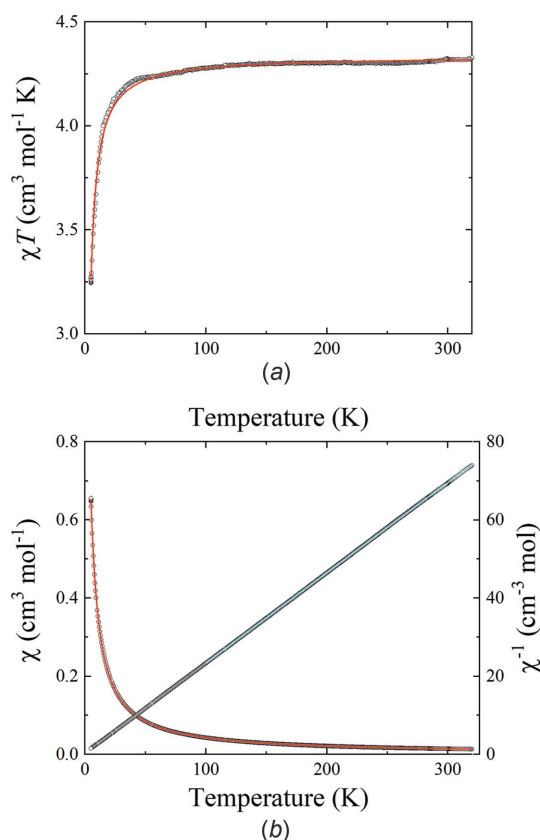 4.5
4.0
3.5
3.0
χT (cm³ mol⁻¹ K)
0 100 200 300
(a)
Temperature (K)
0.8
0.6
0.4
0.2
0.0
χ (cm³ mol⁻¹)
80
60
40
20
0
χ⁻¹ (cm⁻³ mol)
0 100 200 300
Temperature (K)
(b)